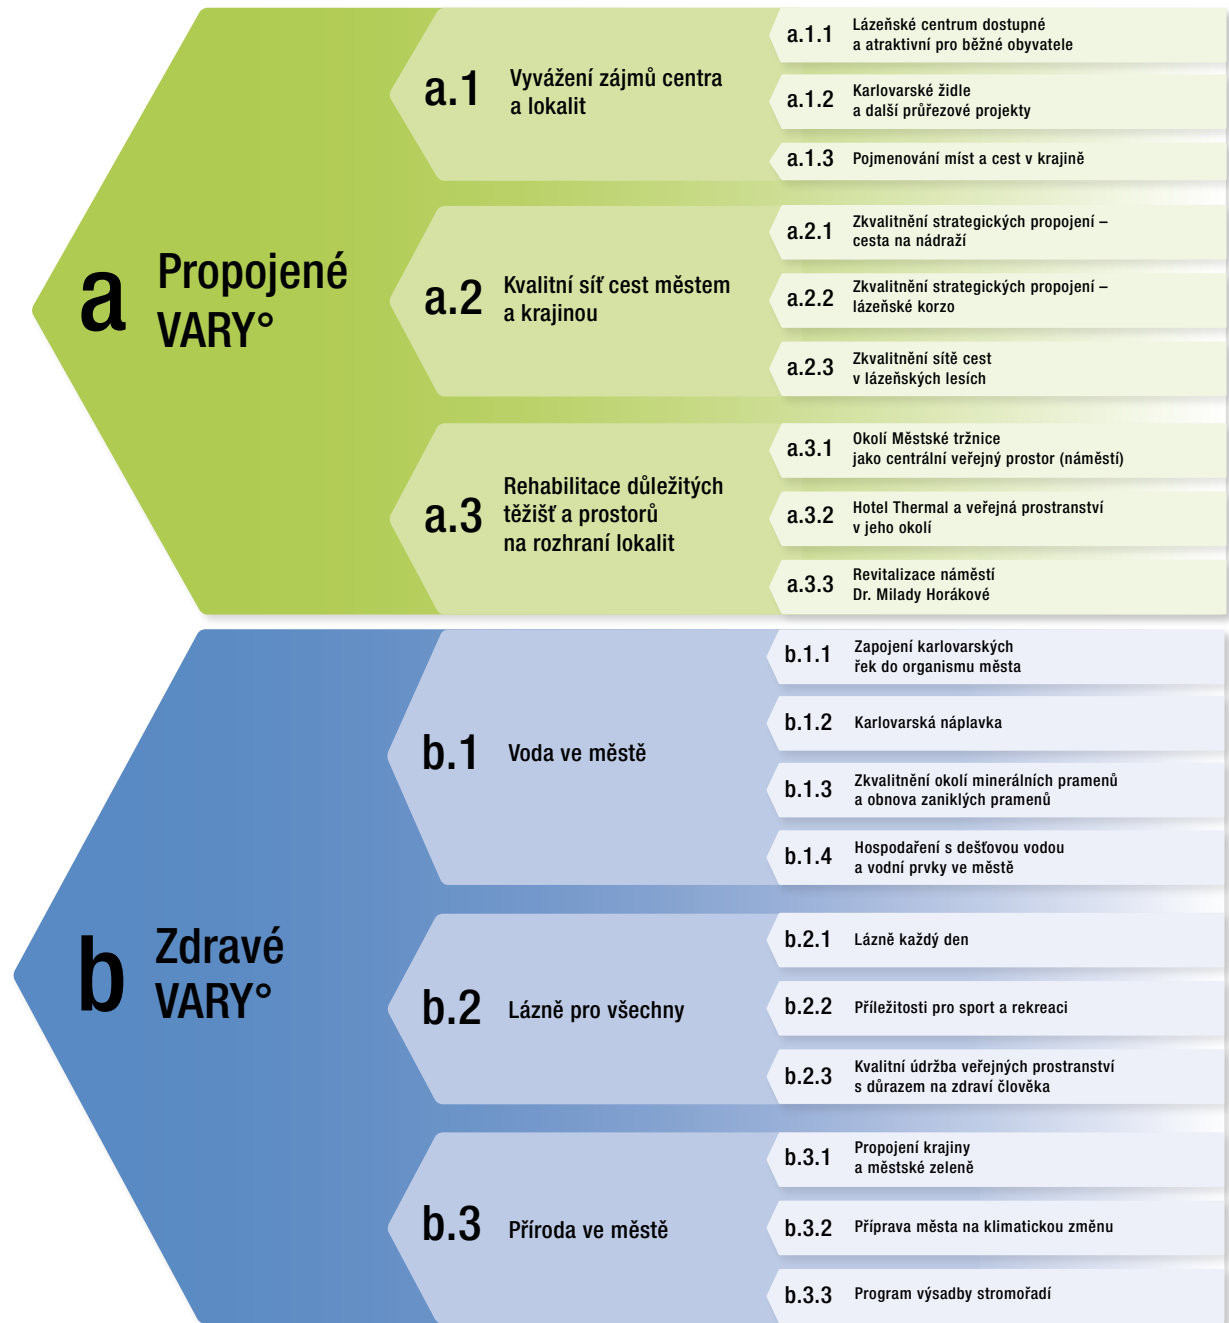 a
Propojené
VARY°
a.1
Vyvážení zájmů centra
a lokalit
a.1.1
Lázeňské centrum dostupné
a atraktivní pro běžné obyvatele
a.1.2
Karlovarské židle
a další průřezové projekty
a.1.3
Pojmenování míst a cest v krajině
a.2
Kvalitní síť cest městem
a krajinou
a.2.1
Zkvalitnění strategických propojení –
cesta na nádraží
a.2.2
Zkvalitnění strategických propojení –
lázeňské korzo
a.2.3
Zkvalitnění sítě cest
v lázeňských lesích
a.3
Rehabilitace důležitých
těžišť a prostorů
na rozhraní lokalit
a.3.1
Okolí Městské tržnice
jako centrální veřejný prostor (náměstí)
a.3.2
Hotel Thermal a veřejná prostranství
v jeho okolí
a.3.3
Revitalizace náměstí
Dr. Milady Horákové
b
Zdravé
VARY°
b.1
Voda ve městě
b.1.1
Zapojení karlovarských
řek do organismu města
b.1.2
Karlovarská náplavka
b.1.3
Zkvalitnění okolí minerálních pramenů
a obnova zaniklých pramenů
b.1.4
Hospodaření s dešťovou vodou
a vodní prvky ve městě
b.2
Lázně pro všechny
b.2.1
Lázně každý den
b.2.2
Příležitosti pro sport a rekreaci
b.2.3
Kvalitní údržba veřejných prostranství
s důrazem na zdraví člověka
b.3
Příroda ve městě
b.3.1
Propojení krajiny
a městské zeleně
b.3.2
Příprava města na klimatickou změnu
b.3.3
Program výsadby stromořadí